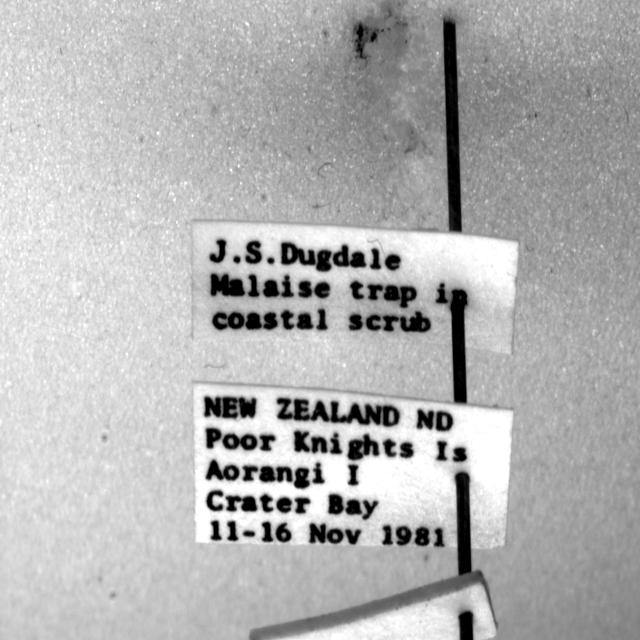 J.S.Dugdale
Malaise trap in
coastal scrub
NEW ZEALAND ND
Poor Knights Is
Aorangi I
Crater Bay
11-16 Nov 1981